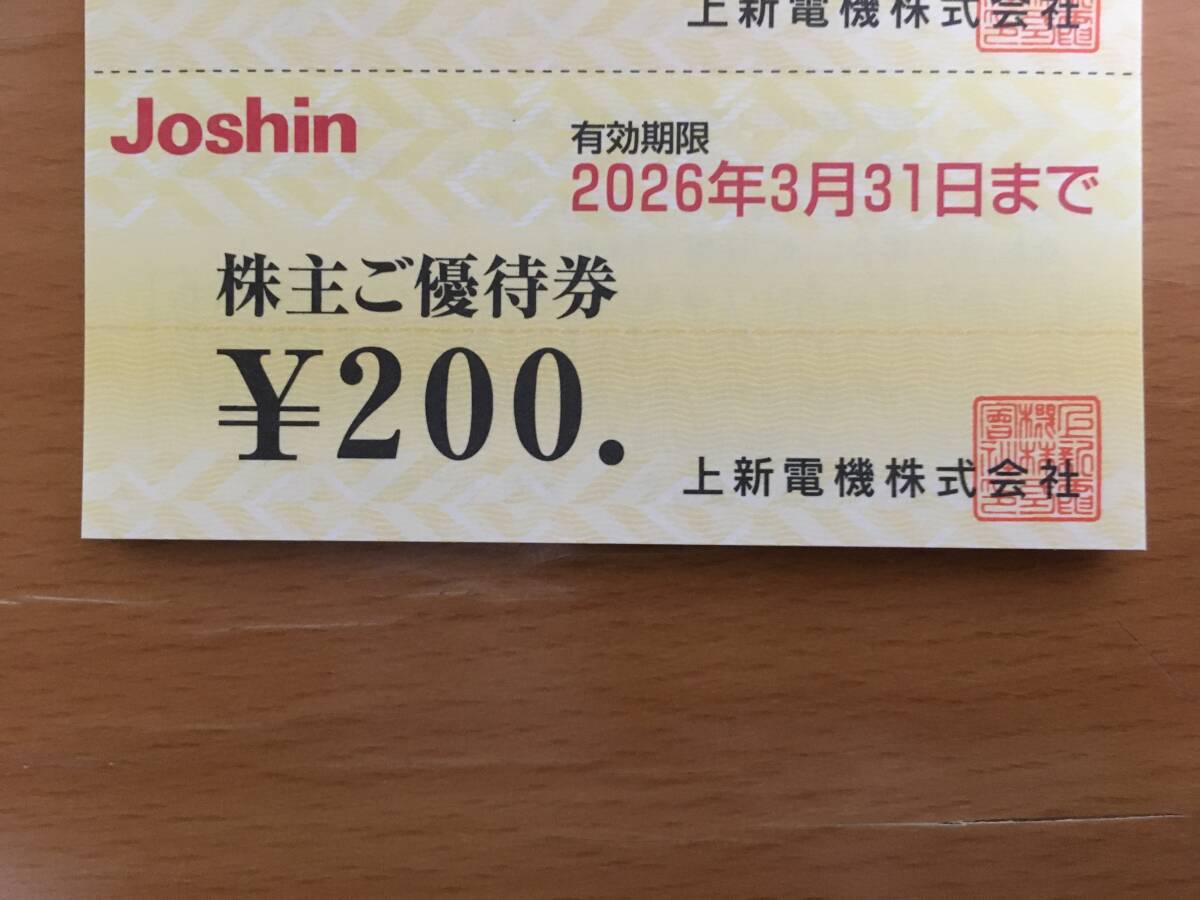 上新電機株式会社
Joshin
有効期限
2026年3月31日まで
株主ご優待券
¥200.
上新電機株式会社